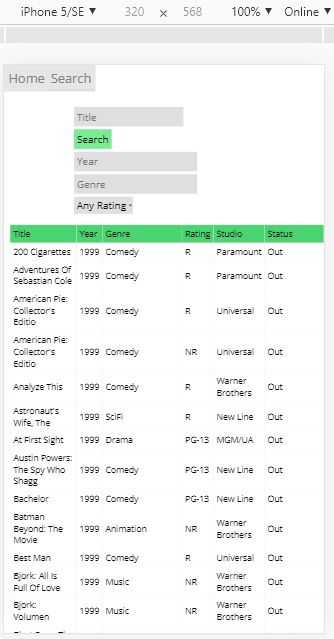 iPhone 5/SE ▼ 320 × 568 100% ▼ Online ▼
Home Search
Title
Search
Year
Genre
Any Rating
Title Year Genre Rating Studio Status
200 Cigarettes 1999 Comedy R Paramount Out
Adventures Of
Sebastian Cole 1999 Comedy R Paramount Out
American Pie:
Collector's 1999 Comedy R Universal Out
Editio
American Pie:
Collector's 1999 Comedy NR Universal Out
Editio
Analyze This 1999 Comedy R Warner Brothers Out
Astronaut's
Wife, The 1999 SciFi R New Line Out
At First Sight 1999 Drama PG-13 MGM/UA Out
Austin Powers:
The Spy Who 1999 Comedy PG-13 New Line Out
Shagg
Bachelor 1999 Comedy PG-13 New Line Out
Batman
Beyond: The 1999 Animation NR Warner Brothers Out
Movie
Best Man 1999 Comedy R Universal Out
Bjork: All Is
Full Of Love 1999 Music NR Warner Brothers Out
Bjork:
Volumen 1999 Music NR Warner Brothers Out